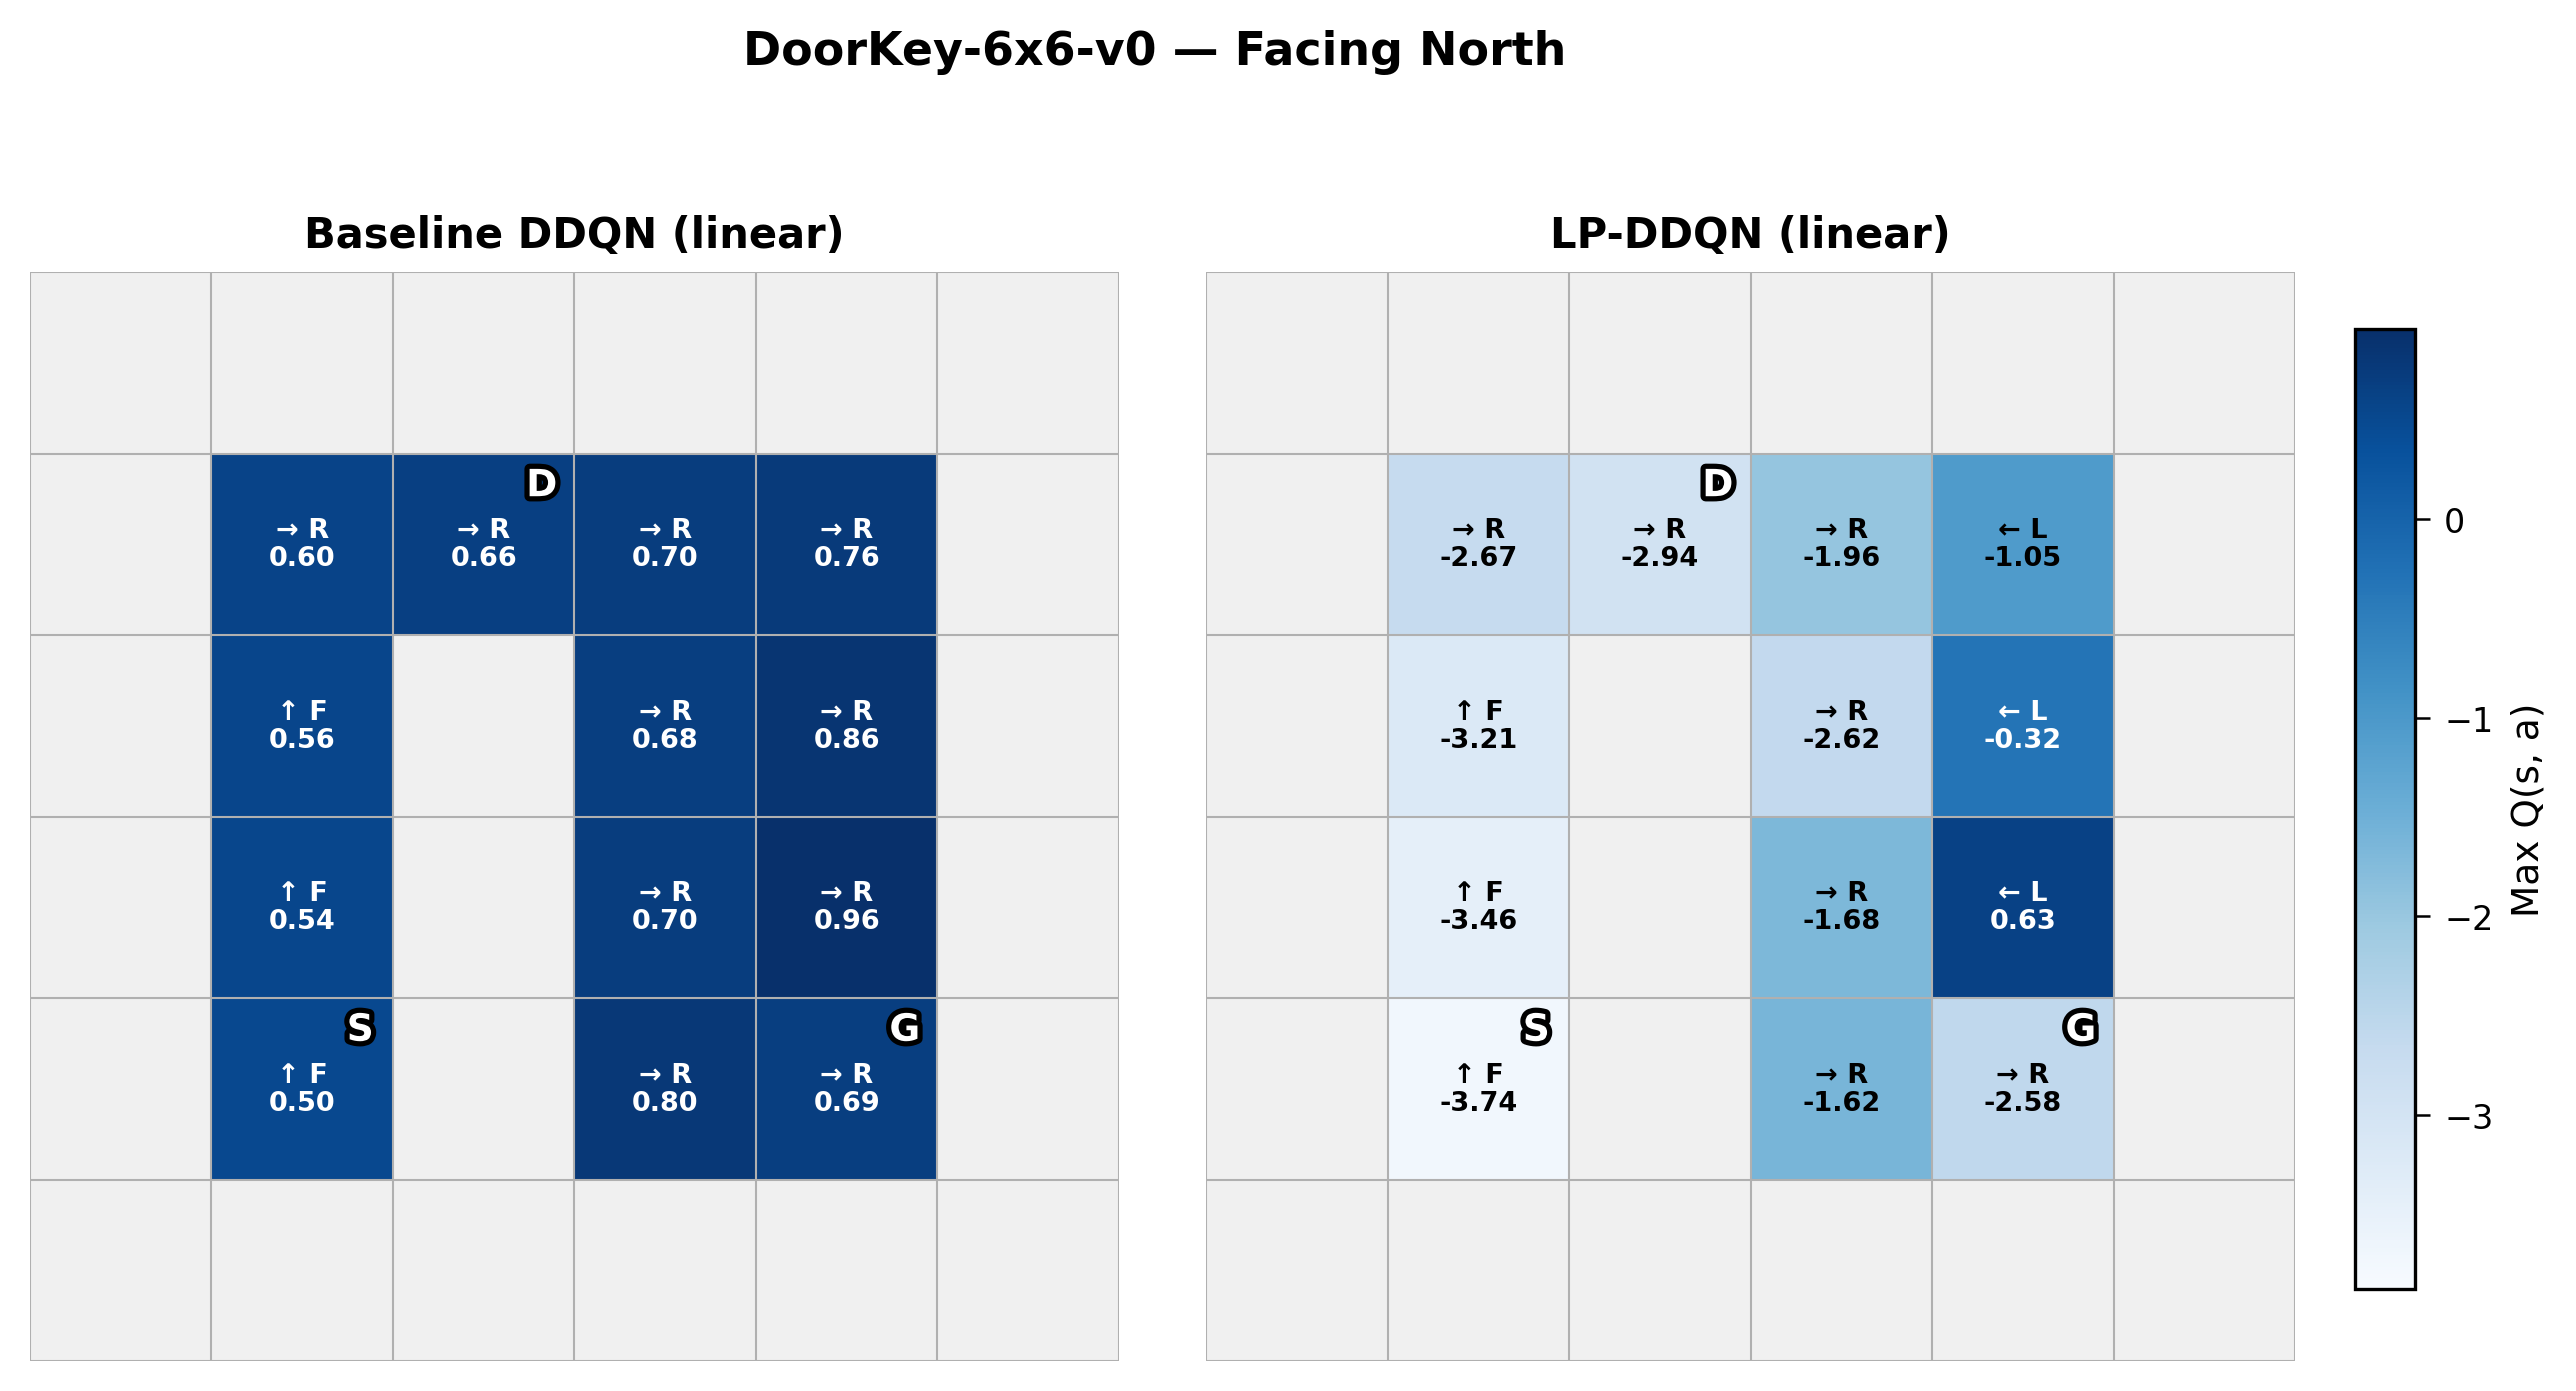 DoorKey-6x6-v0 — Facing North
Baseline DDQN (linear)
D
→ R → R → R → R
0.60 0.66 0.70 0.76
↑ F → R → R
0.56 0.68 0.86
↑ F → R → R
0.54 0.70 0.96
S G
↑ F → R → R
0.50 0.80 0.69
LP-DDQN (linear)
D
→ R → R → R ← L
-2.67 -2.94 -1.96 -1.05
↑ F → R ← L
-3.21 -2.62 -0.32
↑ F → R ← L
-3.46 -1.68 0.63
S G
↑ F → R → R
-3.74 -1.62 -2.58
0
−1
−2
−3
Max Q(s, a)